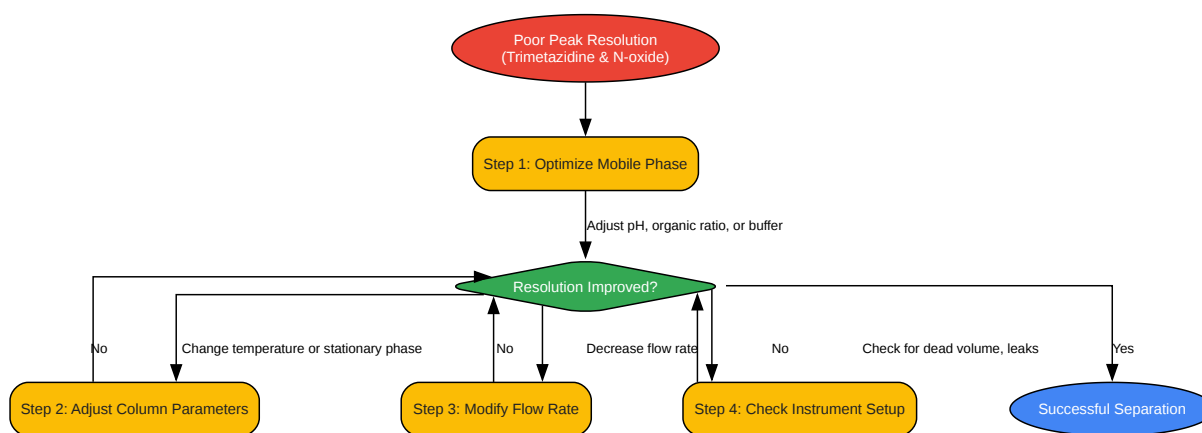 Poor Peak Resolution
(Trimetazidine & N-oxide)
Step 1: Optimize Mobile Phase
Adjust pH, organic ratio, or buffer
Resolution Improved?
No
Change temperature or stationary phase
No
Decrease flow rate
No
Check for dead volume, leaks
Yes
Step 2: Adjust Column Parameters
Step 3: Modify Flow Rate
Step 4: Check Instrument Setup
Successful Separation